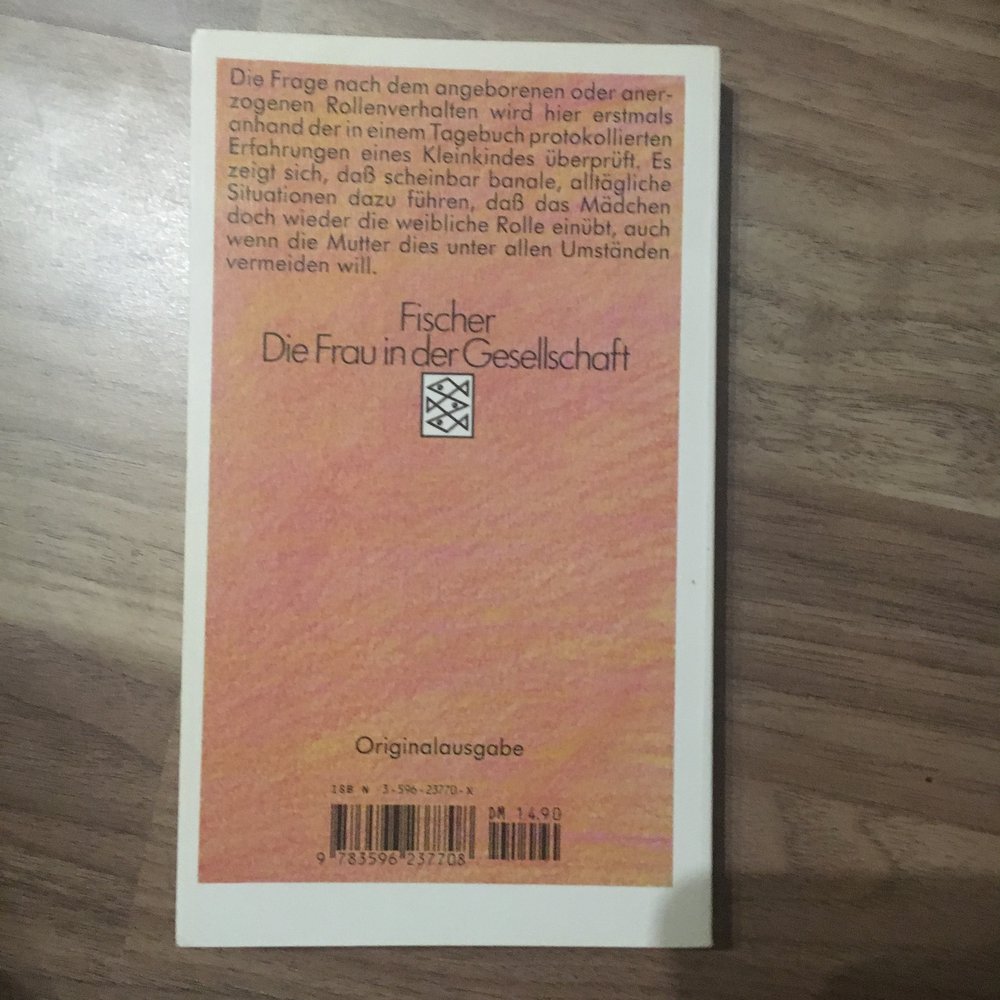 Die Frage nach dem angeborenen oder aner-
zogenen Rollenverhalten wird hier erstmals
anhand der in einem Tagebuch protokollierten
Erfahrungen eines Kleinkindes überprüft. Es
zeigt sich, daß scheinbar banale, alltägliche
Situationen dazu führen, daß das Mädchen
doch wieder die weibliche Rolle einübt, auch
wenn die Mutter dies unter allen Umständen
vermeiden will.
Fischer
Die Frau in der Gesellschaft
Originalausgabe
ISBN 3-596-23770-X
DM 14.90
9 783596 237708